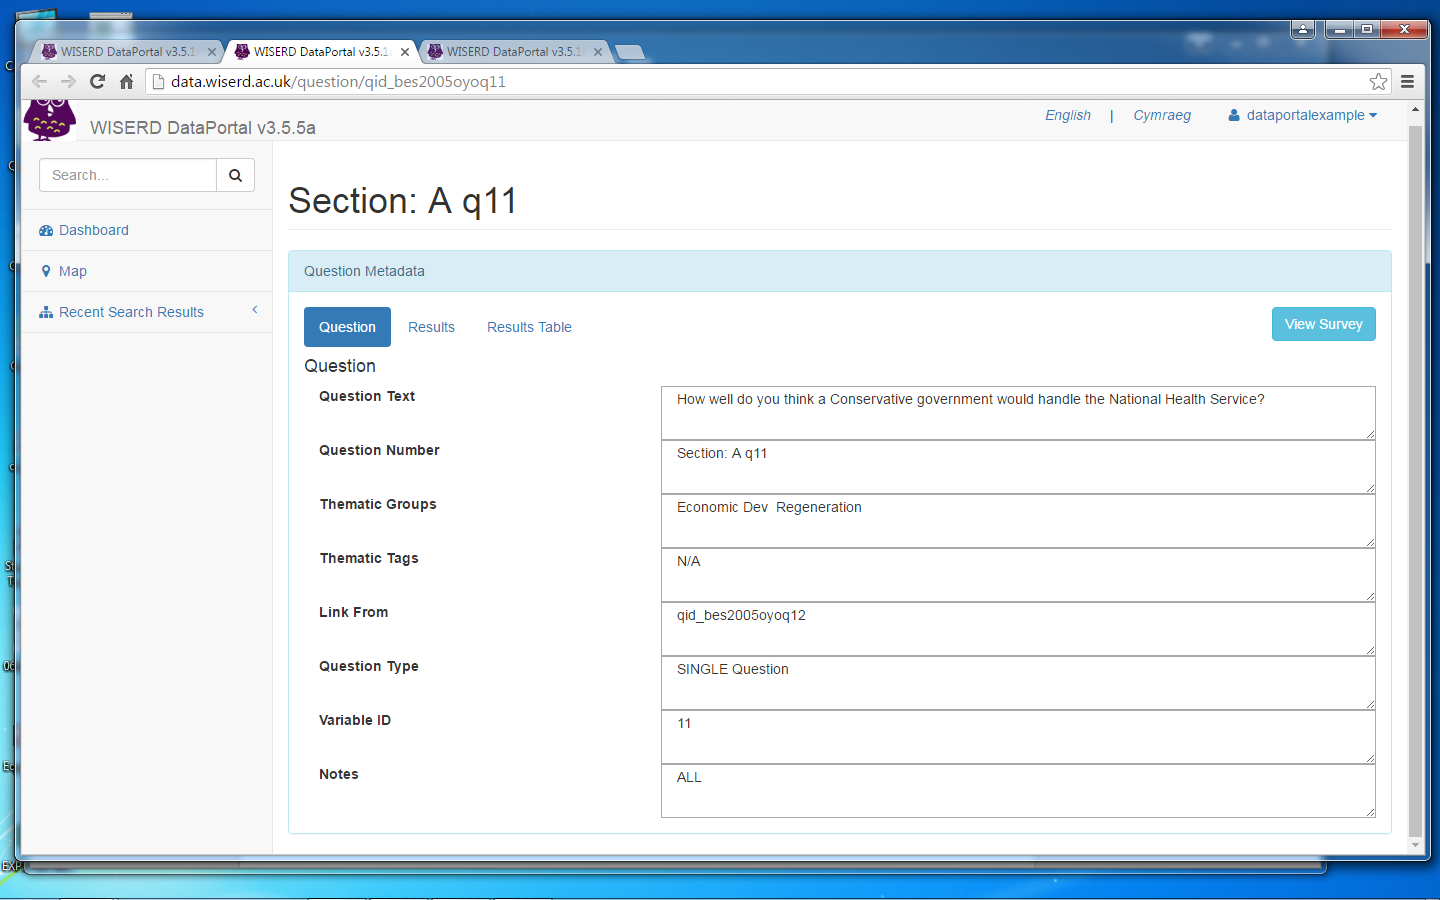 WISERD DataPortal v3.5.1
WISERD DataPortal v3.5.1
WISERD DataPortal v3.5.1
data.wiserd.ac.uk/question/qid_bes2005oyoq11
WISERD DataPortal v3.5.5a
English | Cymraeg dataportalexample
Search...
Dashboard
Map
Recent Search Results
Section: A q11
Question Metadata
Question Results Results Table View Survey
Question
Question Text How well do you think a Conservative government would handle the National Health Service?
Question Number Section: A q11
Thematic Groups Economic Dev  Regeneration
Thematic Tags N/A
Link From qid_bes2005oyoq12
Question Type SINGLE Question
Variable ID 11
Notes ALL